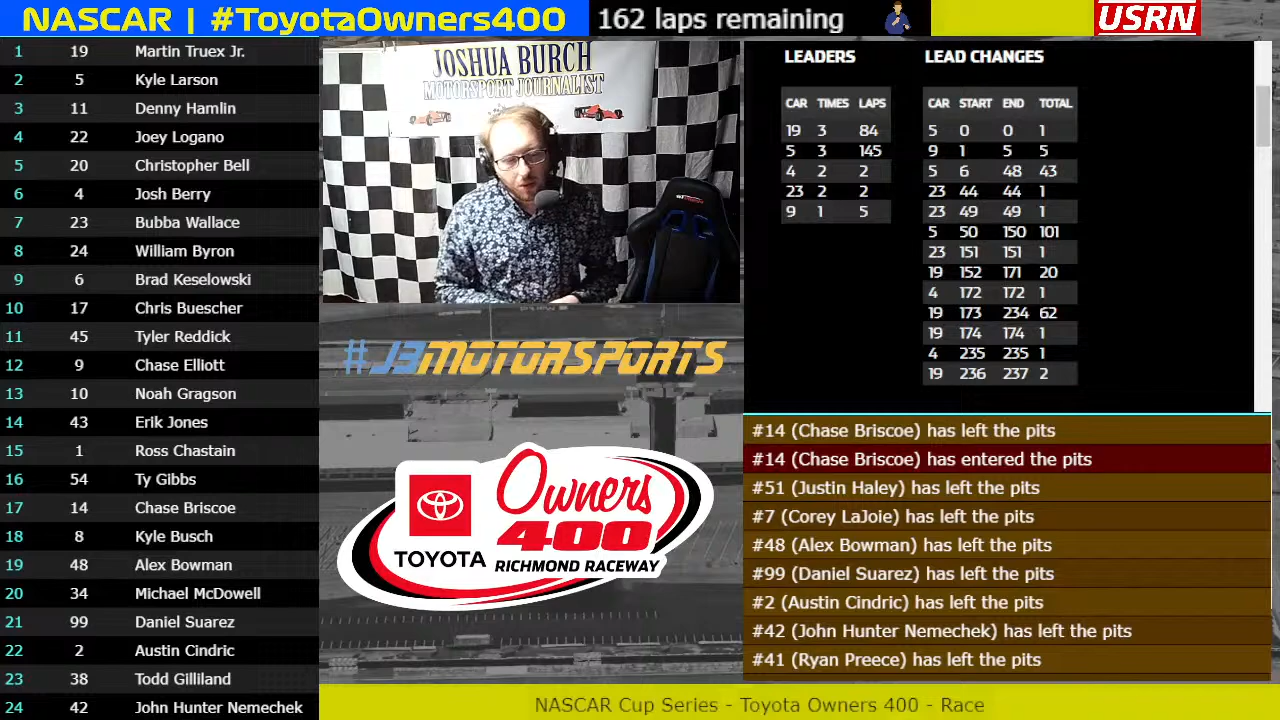 NASCAR | #ToyotaOwners400
162 laps remaining
USRN
1 19 Martin Truex Jr.
2 5 Kyle Larson
3 11 Denny Hamlin
4 22 Joey Logano
5 20 Christopher Bell
6 4 Josh Berry
7 23 Bubba Wallace
8 24 William Byron
9 6 Brad Keselowski
10 17 Chris Buescher
11 45 Tyler Reddick
12 9 Chase Elliott
13 10 Noah Gragson
14 43 Erik Jones
15 1 Ross Chastain
16 54 Ty Gibbs
17 14 Chase Briscoe
18 8 Kyle Busch
19 48 Alex Bowman
20 34 Michael McDowell
21 99 Daniel Suarez
22 2 Austin Cindric
23 38 Todd Gilliland
24 42 John Hunter Nemechek
JOSHUA BURCH
MOTORSPORT JOURNALIST
#JBMOTORSPORTS
Owners
400
TOYOTA
RICHMOND RACEWAY
LEADERS
CAR TIMES LAPS
19 3 84
5 3 145
4 2 2
23 2 2
9 1 5
LEAD CHANGES
CAR START END TOTAL
5 0 0 1
9 1 5 5
5 6 48 43
23 44 44 1
23 49 49 1
5 50 150 101
23 151 151 1
19 152 171 20
4 172 172 1
19 173 234 62
19 174 174 1
4 235 235 1
19 236 237 2
#14 (Chase Briscoe) has left the pits
#14 (Chase Briscoe) has entered the pits
#51 (Justin Haley) has left the pits
#7 (Corey LaJoie) has left the pits
#48 (Alex Bowman) has left the pits
#99 (Daniel Suarez) has left the pits
#2 (Austin Cindric) has left the pits
#42 (John Hunter Nemechek) has left the pits
#41 (Ryan Preece) has left the pits
NASCAR Cup Series - Toyota Owners 400 - Race